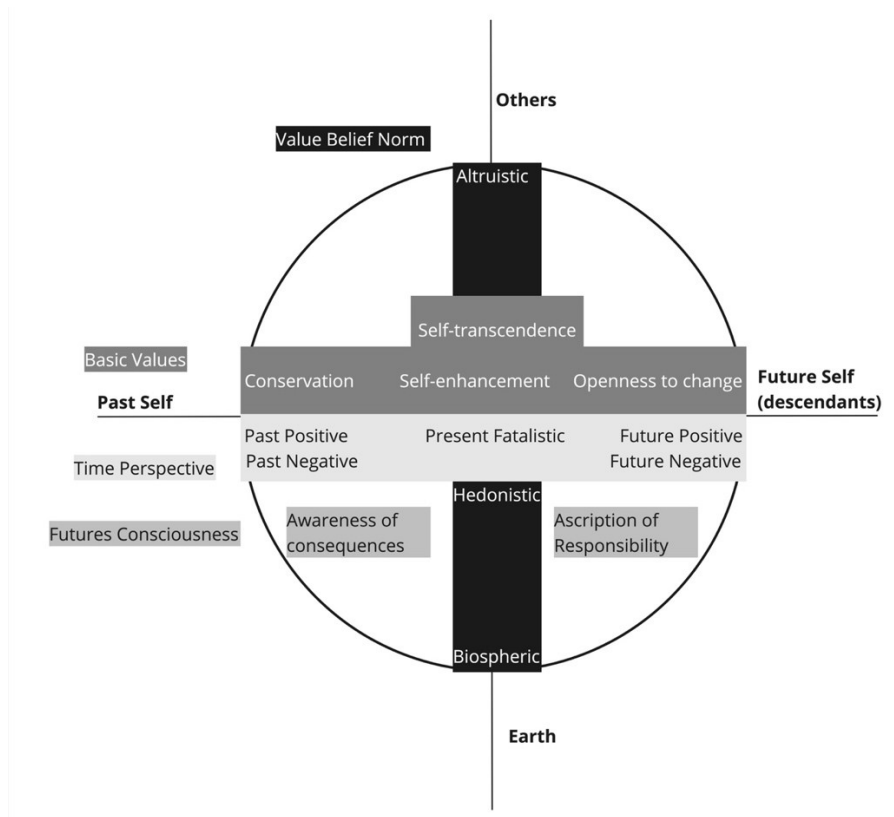 Others
Value Belief Norm
Altruistic
Self-transcendence
Basic Values
Conservation
Self-enhancement
Openness to change
Past Self
Future Self
(descendants)
Past Positive
Past Negative
Present Fatalistic
Future Positive
Future Negative
Time Perspective
Hedonistic
Futures Consciousness
Awareness of
consequences
Ascription of
Responsibility
Biospheric
Earth